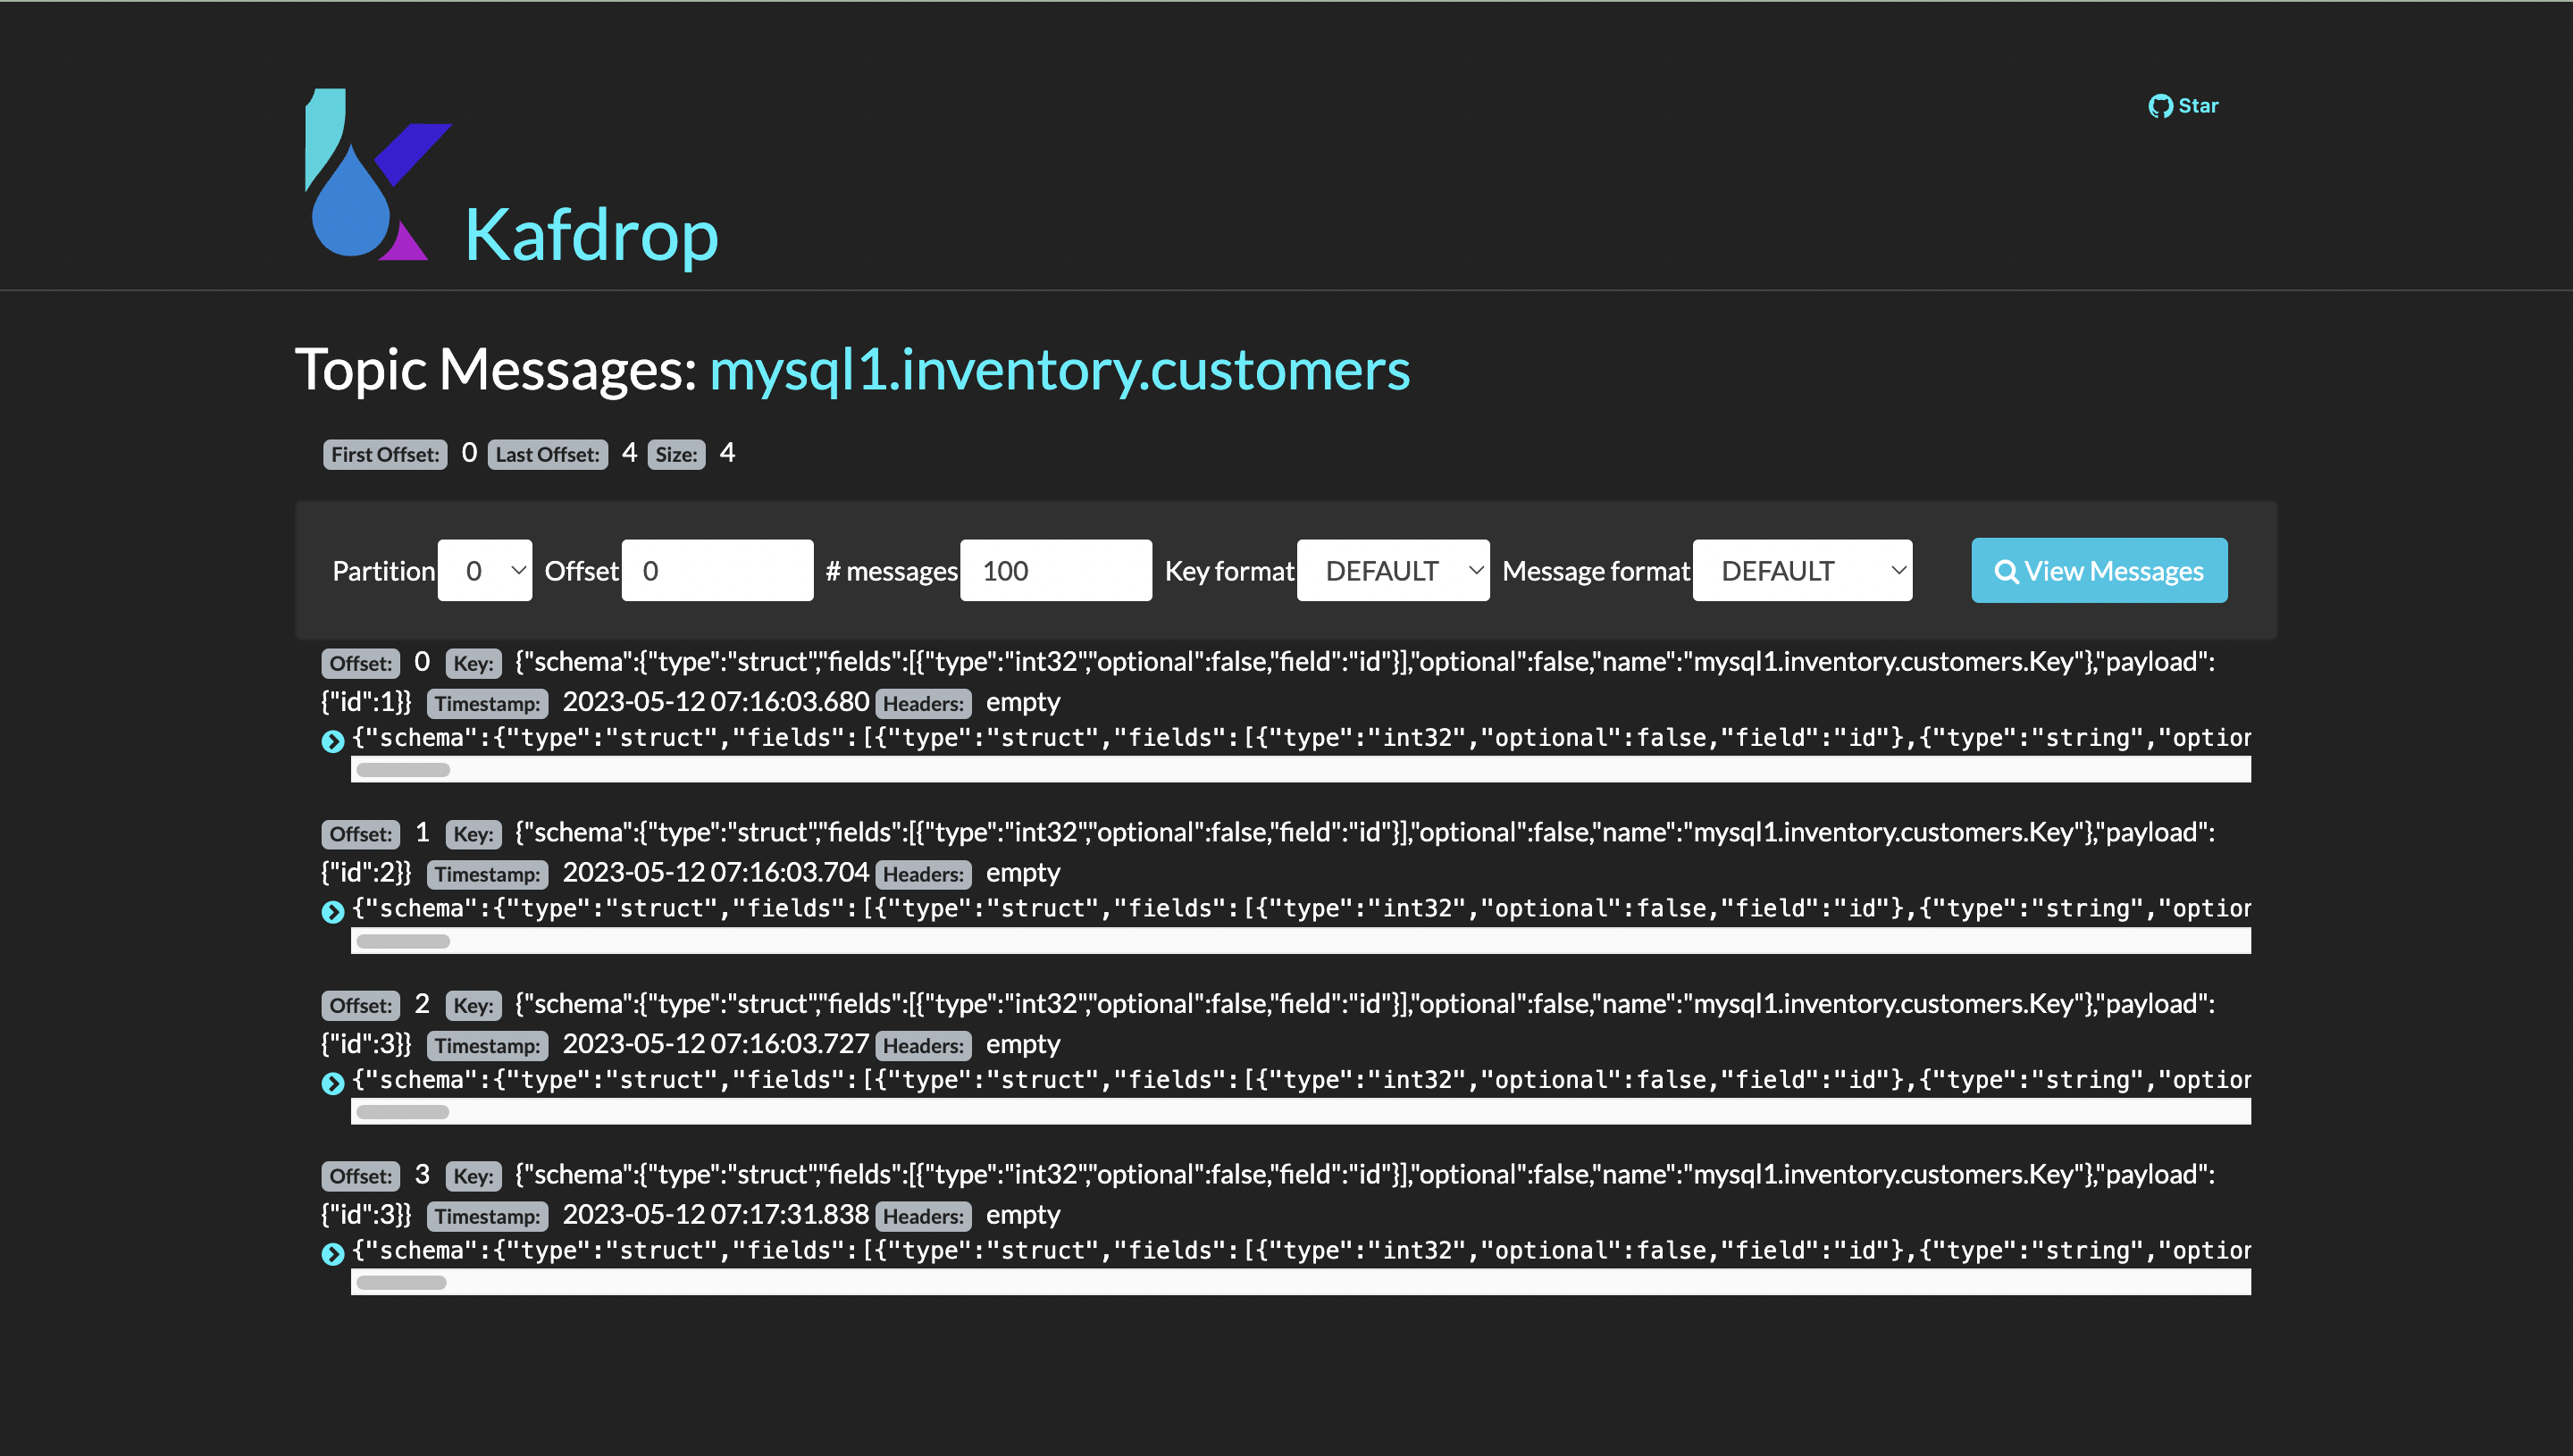 Star
Kafdrop
Topic Messages: mysql1.inventory.customers
First Offset: 0 Last Offset: 4 Size: 4
Partition 0 Offset 0 # messages 100 Key format DEFAULT Message format DEFAULT View Messages
Offset: 0 Key: {"schema":{"type":"struct","fields":[{"type":"int32","optional":false,"field":"id"}],"optional":false,"name":"mysql1.inventory.customers.Key"},"payload":
{"id":1}} Timestamp: 2023-05-12 07:16:03.680 Headers: empty
{"schema":{"type":"struct","fields":[{"type":"struct","fields":[{"type":"int32","optional":false,"field":"id"},{"type":"string","option
Offset: 1 Key: {"schema":{"type":"struct","fields":[{"type":"int32","optional":false,"field":"id"}],"optional":false,"name":"mysql1.inventory.customers.Key"},"payload":
{"id":2}} Timestamp: 2023-05-12 07:16:03.704 Headers: empty
{"schema":{"type":"struct","fields":[{"type":"struct","fields":[{"type":"int32","optional":false,"field":"id"},{"type":"string","option
Offset: 2 Key: {"schema":{"type":"struct","fields":[{"type":"int32","optional":false,"field":"id"}],"optional":false,"name":"mysql1.inventory.customers.Key"},"payload":
{"id":3}} Timestamp: 2023-05-12 07:16:03.727 Headers: empty
{"schema":{"type":"struct","fields":[{"type":"struct","fields":[{"type":"int32","optional":false,"field":"id"},{"type":"string","option
Offset: 3 Key: {"schema":{"type":"struct","fields":[{"type":"int32","optional":false,"field":"id"}],"optional":false,"name":"mysql1.inventory.customers.Key"},"payload":
{"id":3}} Timestamp: 2023-05-12 07:17:31.838 Headers: empty
{"schema":{"type":"struct","fields":[{"type":"struct","fields":[{"type":"int32","optional":false,"field":"id"},{"type":"string","option